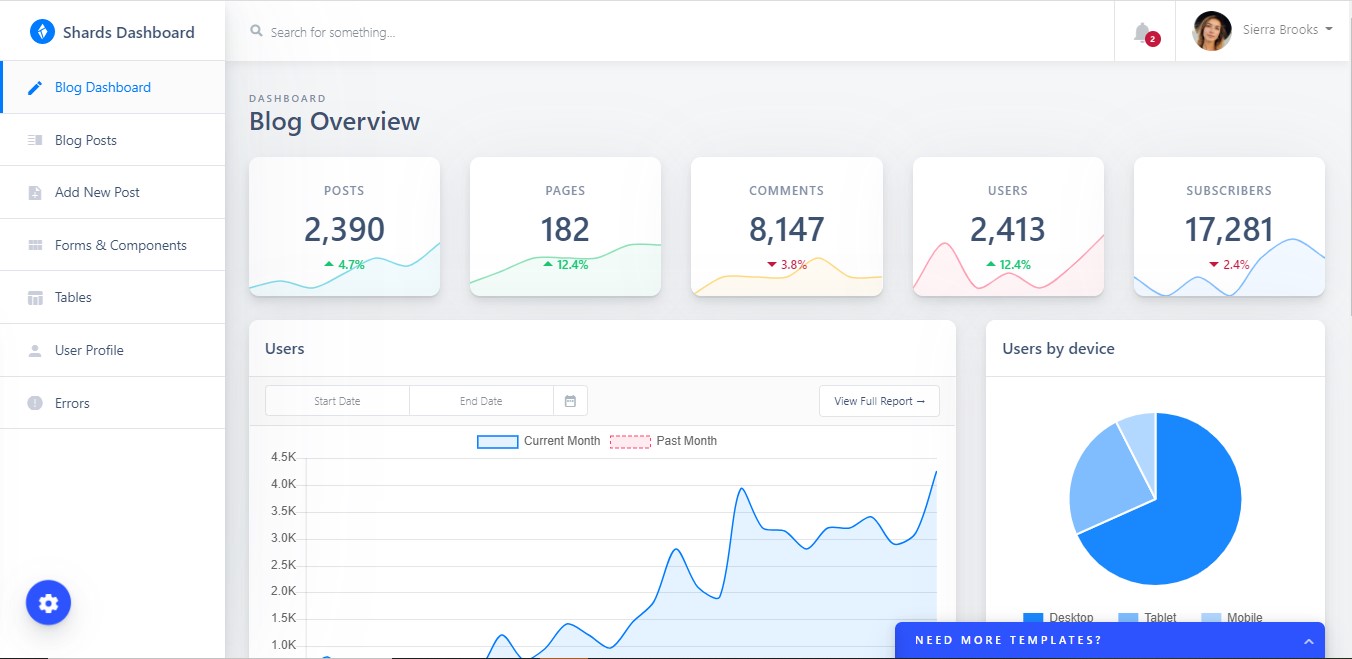 Shards Dashboard
Search for something...
2
Sierra Brooks
Blog Dashboard
Blog Posts
Add New Post
Forms & Components
Tables
User Profile
Errors
DASHBOARD
Blog Overview
POSTS
2,390
4.7%
PAGES
182
12.4%
COMMENTS
8,147
3.8%
USERS
2,413
12.4%
SUBSCRIBERS
17,281
2.4%
Users
Start Date
End Date
View Full Report →
Current Month
Past Month
4.5K
4.0K
3.5K
3.0K
2.5K
2.0K
1.5K
1.0K
Users by device
Desktop
Tablet
Mobile
NEED MORE TEMPLATES?